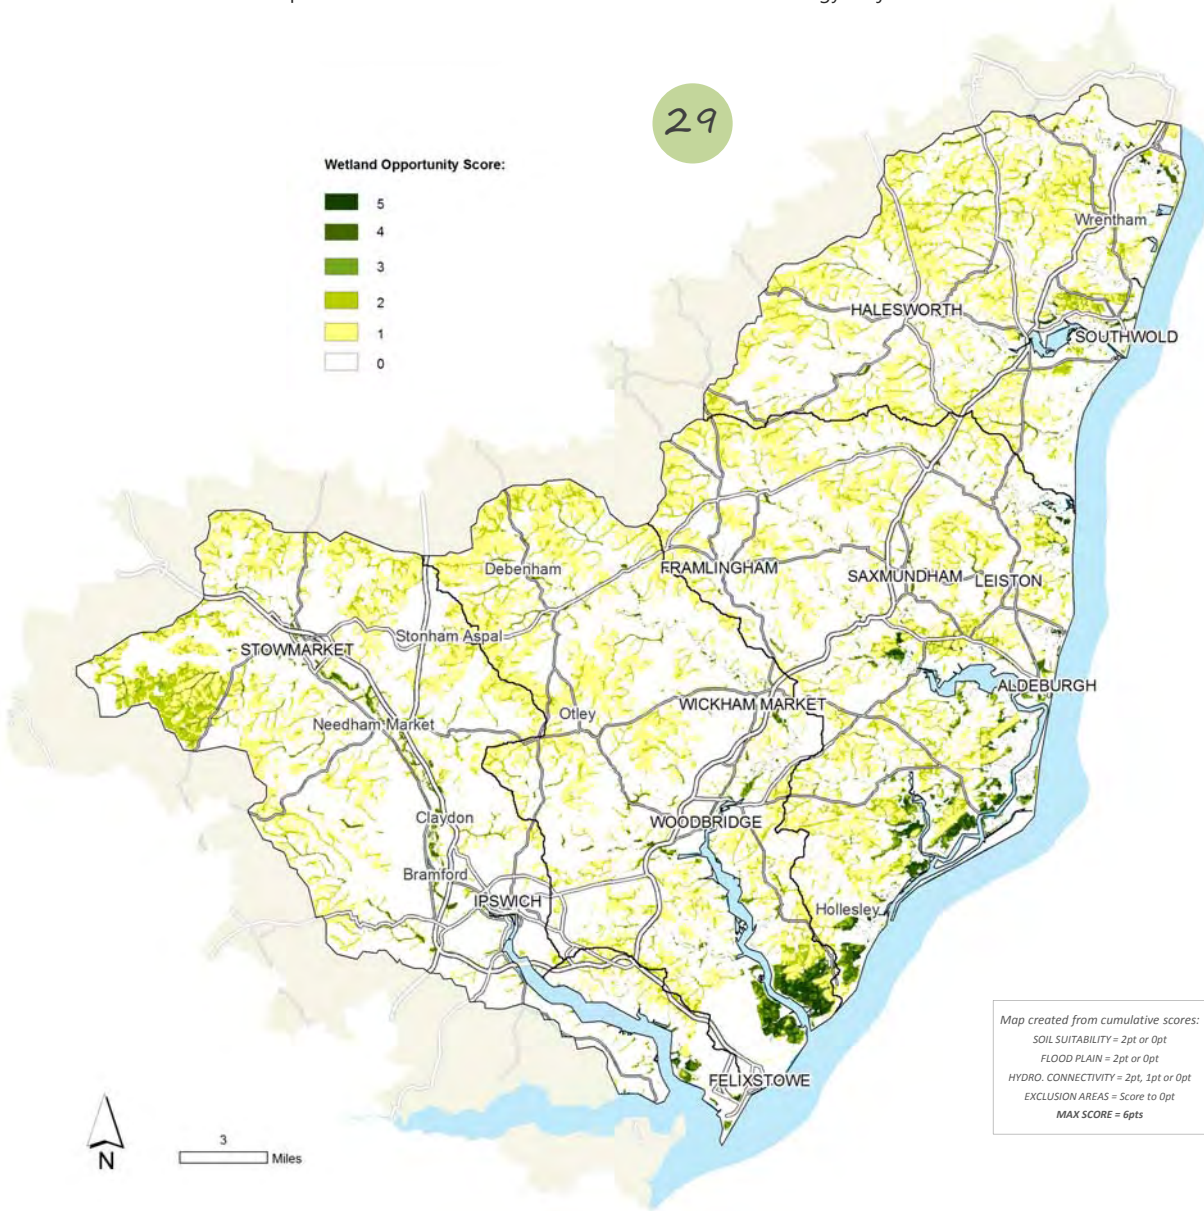 29
Wetland Opportunity Score:
5
4
3
2
1
0
Wrentham
HALESWORTH
SOUTHWOLD
Debenham
FRAMLINGHAM
SAXMUNDHAM
LEISTON
Stonham Aspal
STOWMARKET
ALDEBURGH
WICKHAM MARKET
Otley
Needham Market
Claydon
WOODBRIDGE
Bramford
IPSWICH
Hollesley
FELIXSTOWE
Map created from cumulative scores:
SOIL SUITABILITY = 2pt or 0pt
FLOOD PLAIN = 2pt or 0pt
HYDRO. CONNECTIVITY = 2pt, 1pt or 0pt
EXCLUSION AREAS = Score to 0pt
MAX SCORE = 6pts
N
3
Miles